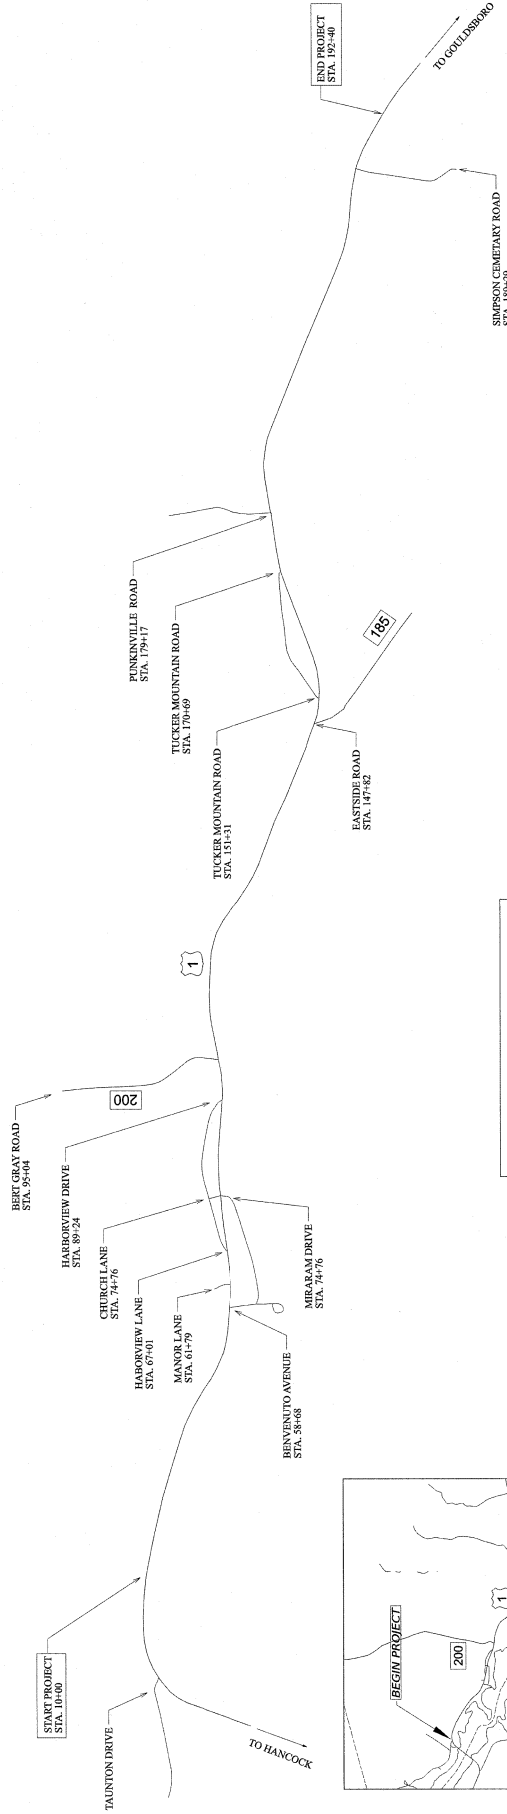 START PROJECT
STA. 10+00
TAUNTON DRIVE
TO HANCOCK
BERT GRAY ROAD
STA. 95+04
200
HARBORVIEW DRIVE
STA. 89+24
CHURCH LANE
STA. 74+76
HABORVIEW LANE
STA. 67+01
MANOR LANE
STA. 61+79
BENVENUTO AVENUE
STA. 58+68
MIRARAM DRIVE
STA. 74+76
1
TUCKER MOUNTAIN ROAD
STA. 151+31
EASTSIDE ROAD
STA. 147+82
185
TUCKER MOUNTAIN ROAD
STA. 170+69
PUNKINVILLE ROAD
STA. 179+17
SIMPSON CEMETARY ROAD
END PROJECT
STA. 192+40
TO GOULDSBORO
BEGIN PROJECT
200
1